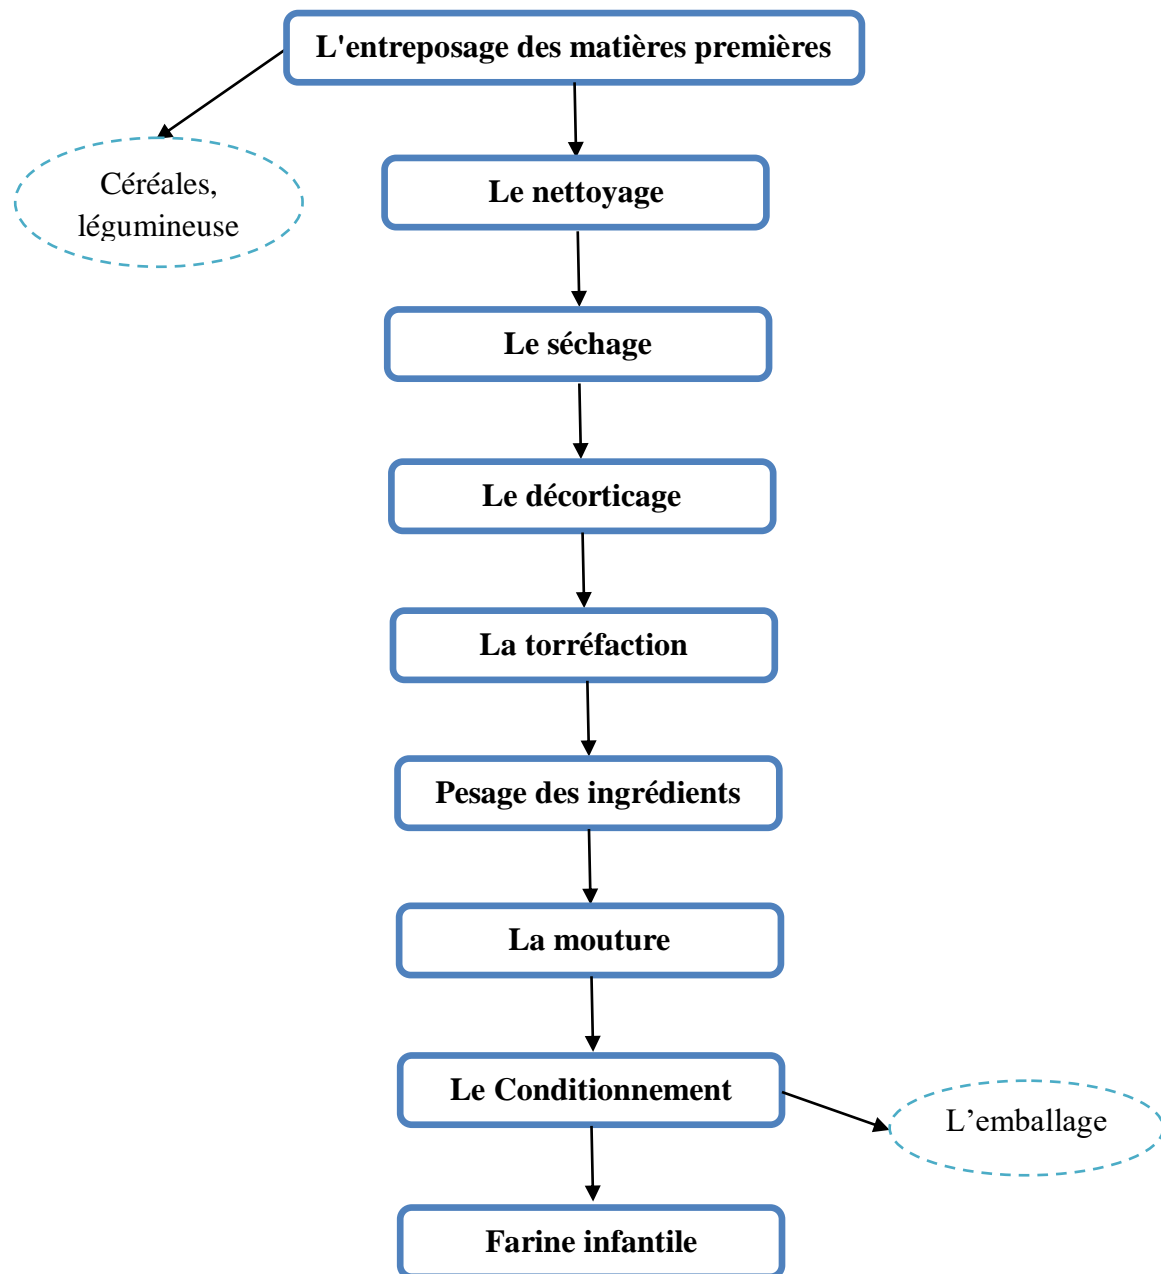 L'entreposage des matières premières
Céréales,
légumineuse
Le nettoyage
Le séchage
Le décorticage
La torréfaction
Pesage des ingrédients
La mouture
Le Conditionnement
L’emballage
Farine infantile